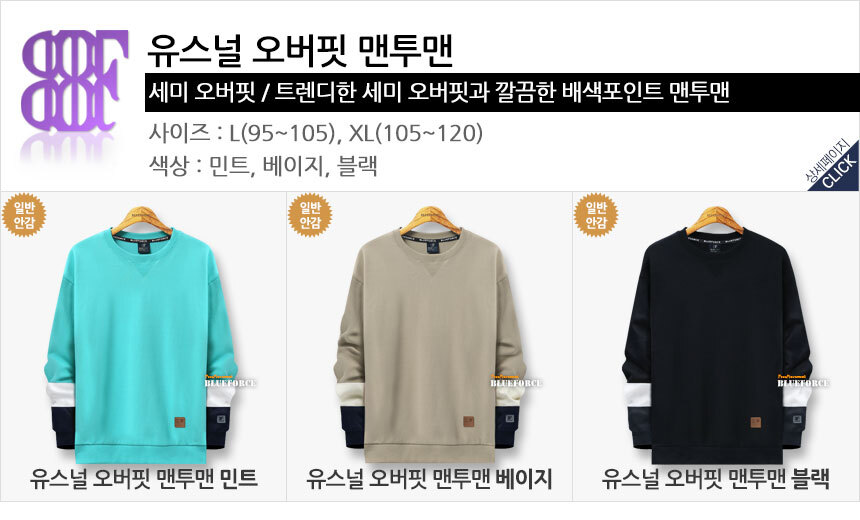 유스널 오버핏 맨투맨
세미 오버핏 / 트렌디한 세미 오버핏과 깔끔한 배색포인트 맨투맨
사이즈 : L(95~105), XL(105~120)
색상 : 민트, 베이지, 블랙
상세페이지
CLICK
일반
안감
일반
안감
일반
안감
BLUEFORCE
BLUEFORCE
BLUEFORCE
유스널 오버핏 맨투맨 민트
유스널 오버핏 맨투맨 베이지
유스널 오버핏 맨투맨 블랙